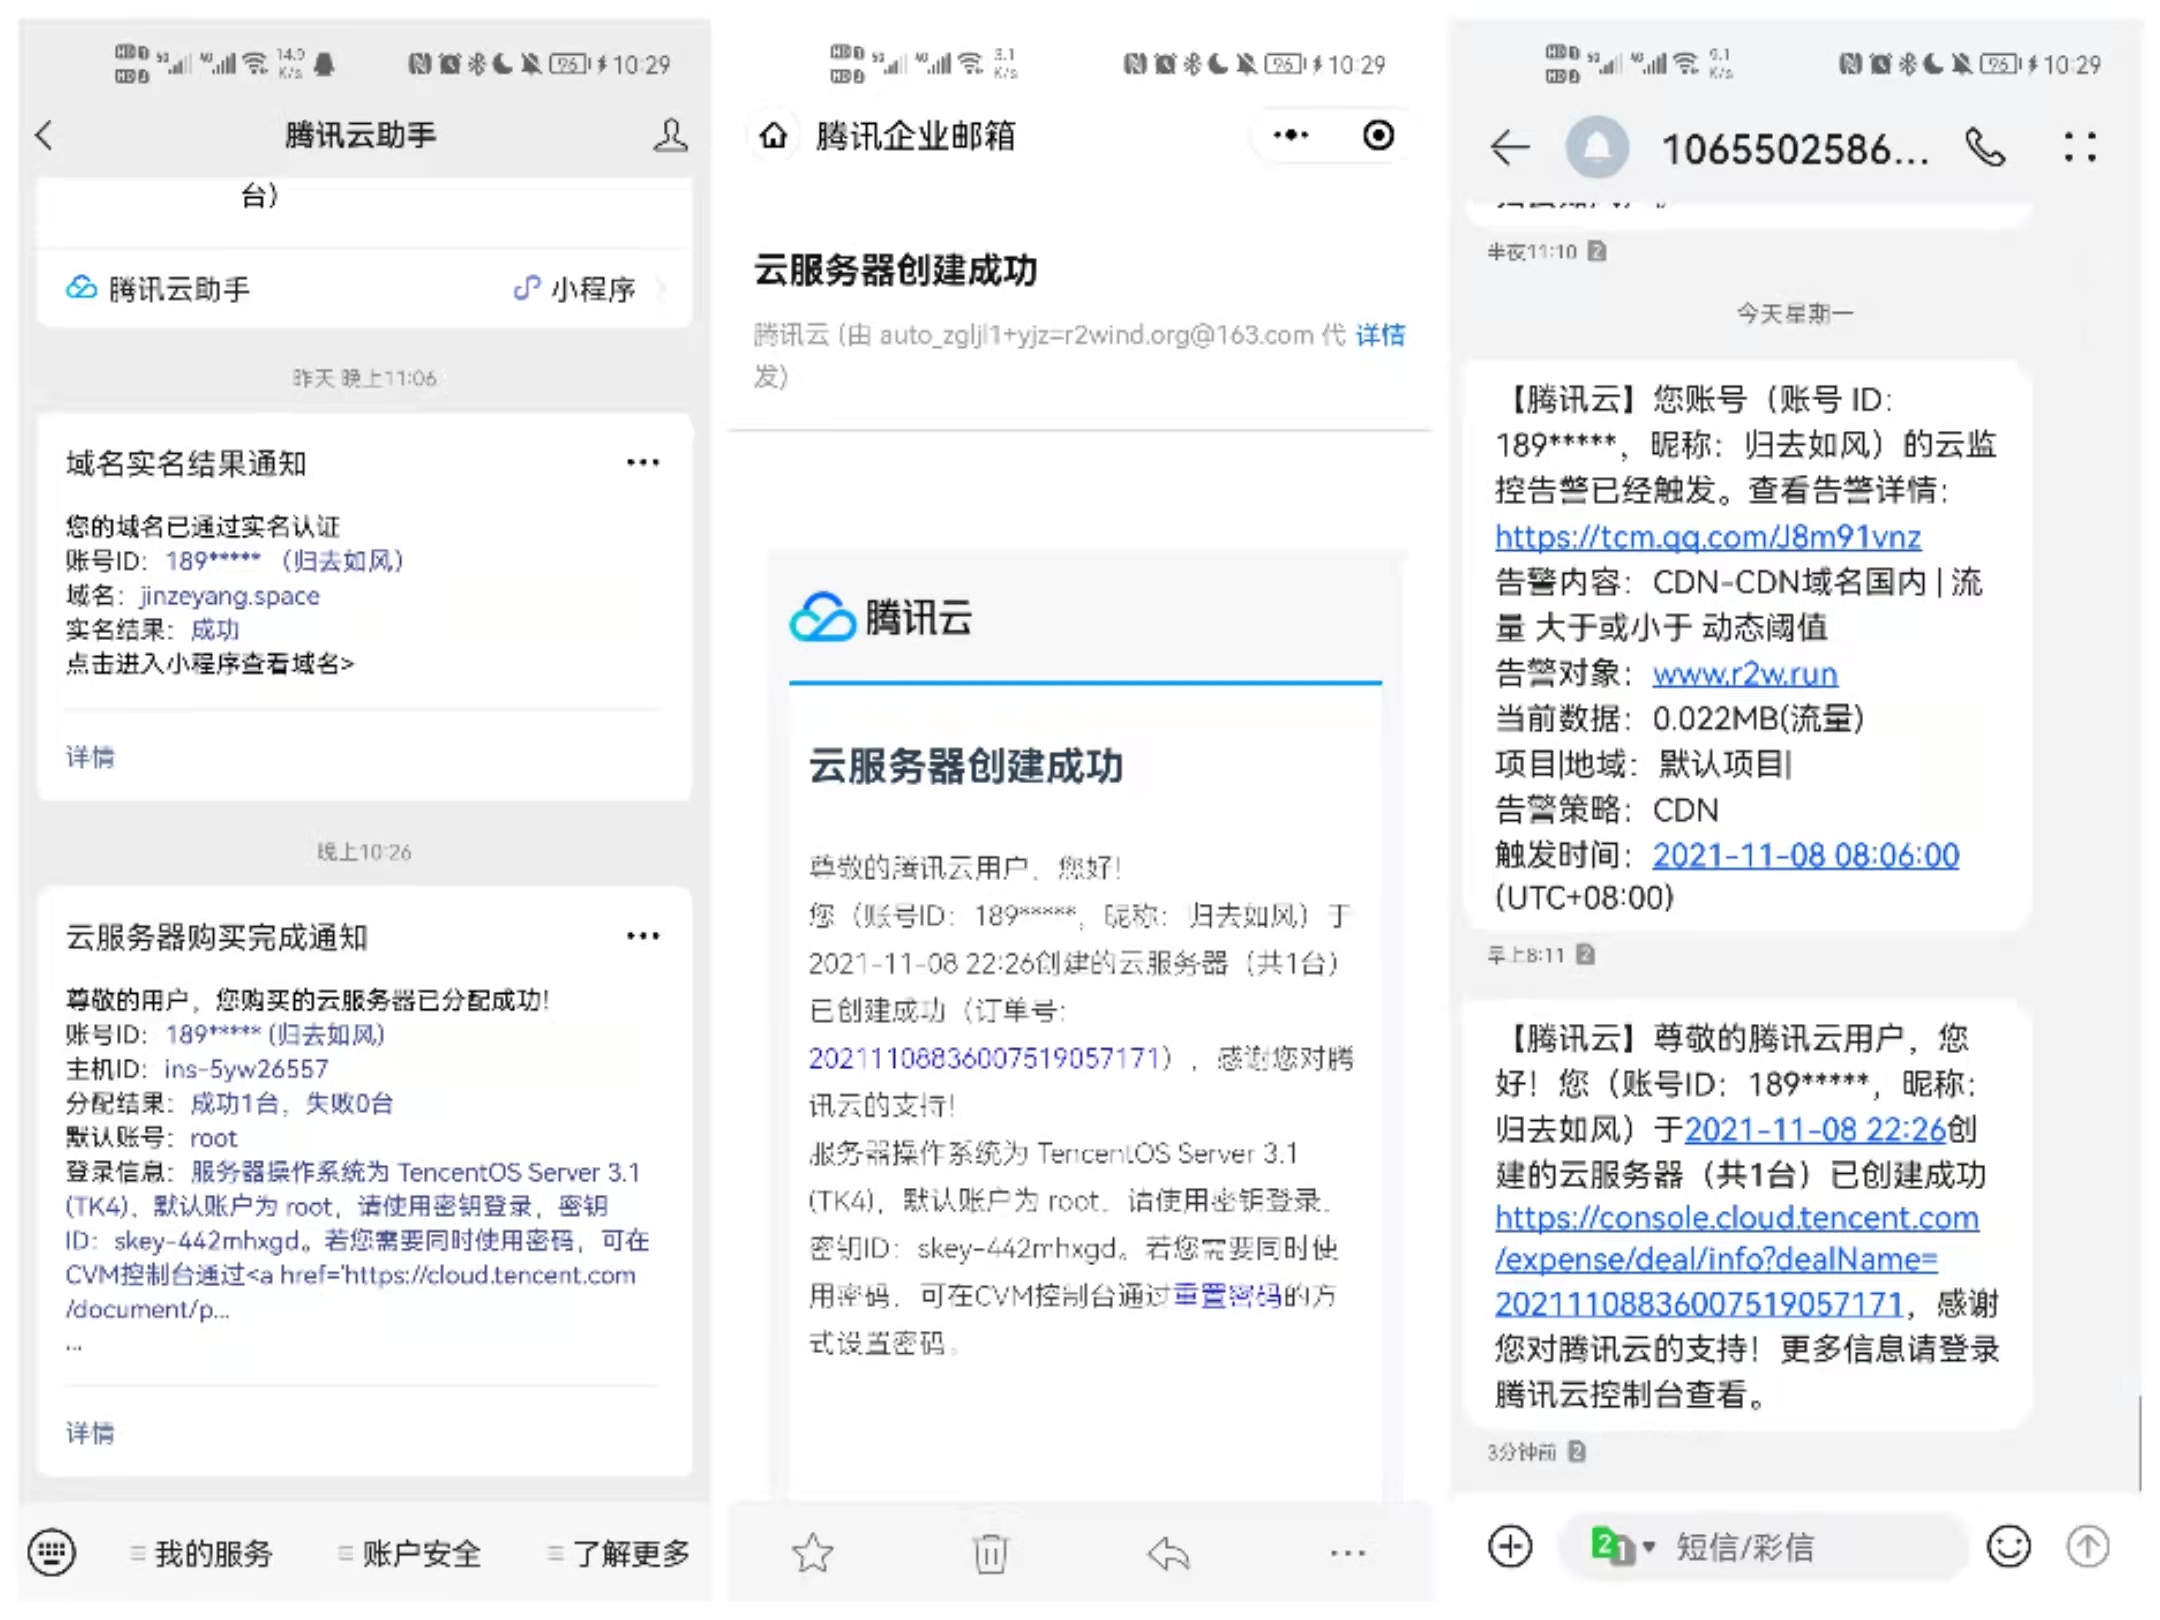 14.9 K/s
96
10:29
腾讯云助手
台)
腾讯云助手
小程序
昨天 晚上11:06
域名实名结果通知
您的域名已通过实名认证
账号ID: 189***** (归去如风)
域名: jinzeyang.space
实名结果: 成功
点击进入小程序查看域名>
详情
晚上10:26
云服务器购买完成通知
尊敬的用户，您购买的云服务器已分配成功!
账号ID: 189***** (归去如风)
主机ID: ins-5yw26557
分配结果: 成功1台，失败0台
默认账号: root
登录信息: 服务器操作系统为 TencentOS Server 3.1
(TK4)，默认账户为 root，请使用密钥登录，密钥
ID: skey-442mhxgd。若您需要同时使用密码，可在
CVM控制台通过<a href='https://cloud.tencent.com
/document/p...
...
详情
我的服务
账户安全
了解更多
3.1 K/s
96
10:29
腾讯企业邮箱
云服务器创建成功
腾讯云 (由 auto_zgljl1+yjz=r2wind.org@163.com 代 详情
发)
腾讯云
云服务器创建成功
尊敬的腾讯云用户，您好!
您（账号ID: 189*****，昵称: 归去如风）于
2021-11-08 22:26创建的云服务器（共1台）
已创建成功（订单号:
20211108836007519057171），感谢您对腾
讯云的支持!
服务器操作系统为 TencentOS Server 3.1
(TK4)，默认账户为 root，请使用密钥登录，
密钥ID: skey-442mhxgd。若您需要同时使
用密码，可在CVM控制台通过重置密码的方
式设置密码。
9.1 K/s
96
10:29
1065502586...
半夜11:10 2
今天星期一
【腾讯云】您账号（账号 ID:
189*****，昵称: 归去如风）的云监
控告警已经触发。查看告警详情:
https://tcm.qq.com/J8m91vnz
告警内容: CDN-CDN域名国内 | 流
量 大于或小于 动态阈值
告警对象: www.r2w.run
当前数据: 0.022MB(流量)
项目|地域: 默认项目|
告警策略: CDN
触发时间: 2021-11-08 08:06:00
(UTC+08:00)
早上8:11 2
【腾讯云】尊敬的腾讯云用户，您
好! 您（账号ID: 189*****，昵称:
归去如风）于2021-11-08 22:26创
建的云服务器（共1台）已创建成功
https://console.cloud.tencent.com
/expense/deal/info?dealName=
20211108836007519057171，感谢
您对腾讯云的支持! 更多信息请登录
腾讯云控制台查看。
3分钟前 2
21
短信/彩信